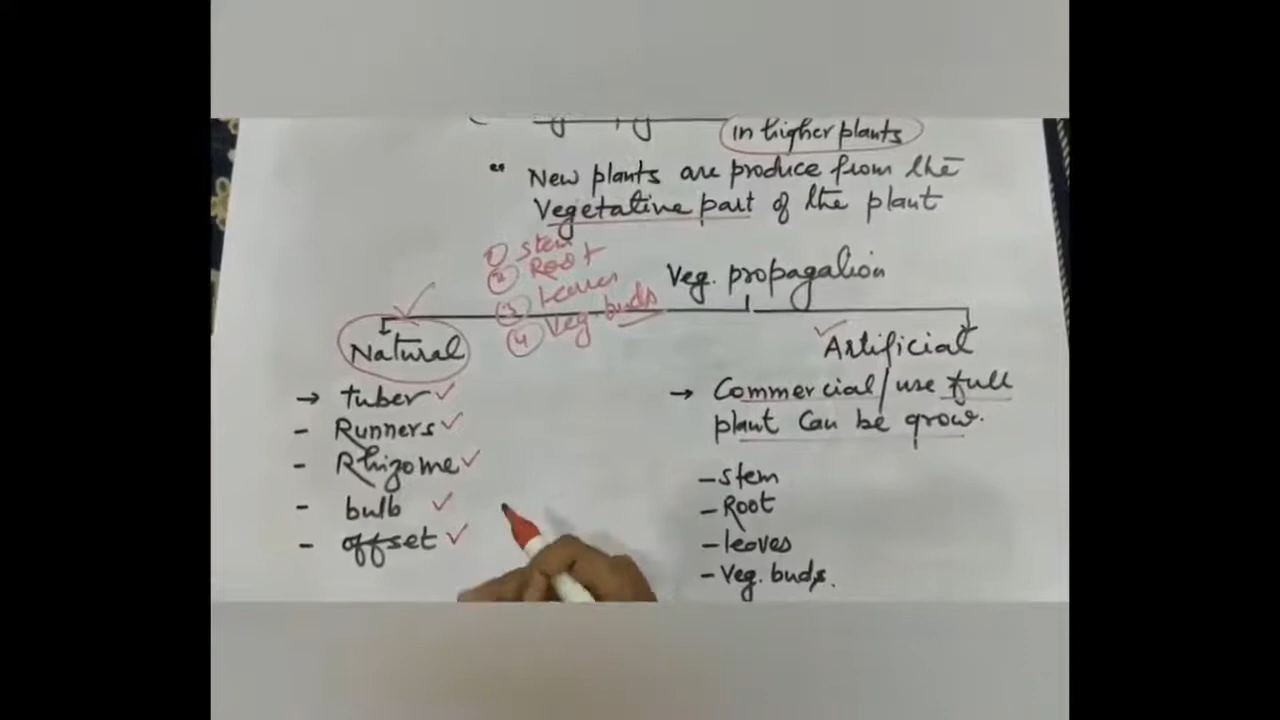 in higher plants
" New plants are produce from the
Vegetative part of the plant
① stem
② Root
③ Leaves
④ Veg. buds
Veg. propagation
Natural
→ tuber ✓
- Runners ✓
- Rhizome ✓
- bulb ✓
- offset ✓
Artificial
→ Commercial/use full
plant can be grow.
- stem
- Root
- leaves
- Veg. buds.